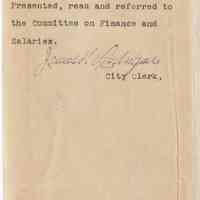 Presented, read and referred to
the Committee on Finance and
Salaries.
City Clerk,